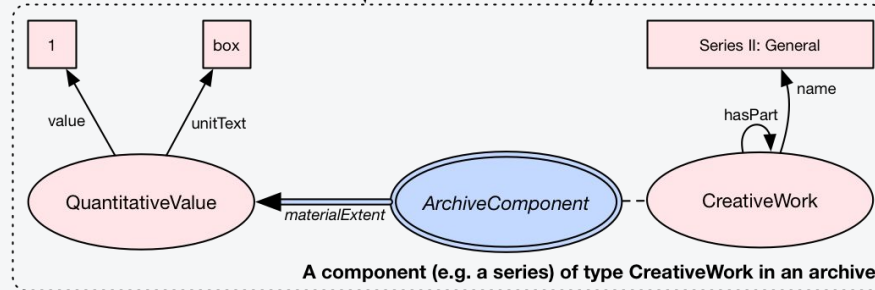 1
box
Series II: General
value
unitText
name
hasPart
QuantitativeValue
materialExtent
ArchiveComponent
CreativeWork
A component (e.g. a series) of type CreativeWork in an archive